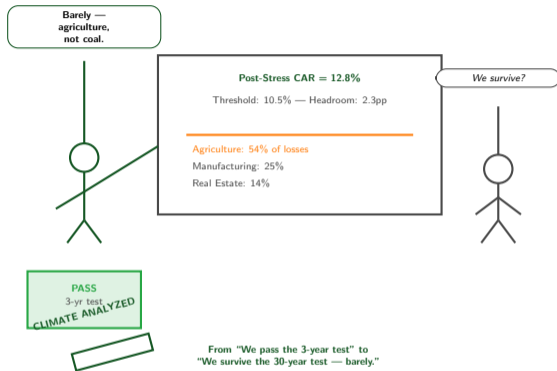 Barely —
agriculture,
not coal.
Post-Stress CAR = 12.8%
We survive?
Threshold: 10.5% — Headroom: 2.3pp
Agriculture: 54% of losses
Manufacturing: 25%
Real Estate: 14%
PASS
3-yr test
CLIMATE ANALYZED
From “We pass the 3-year test” to
“We survive the 30-year test — barely.”